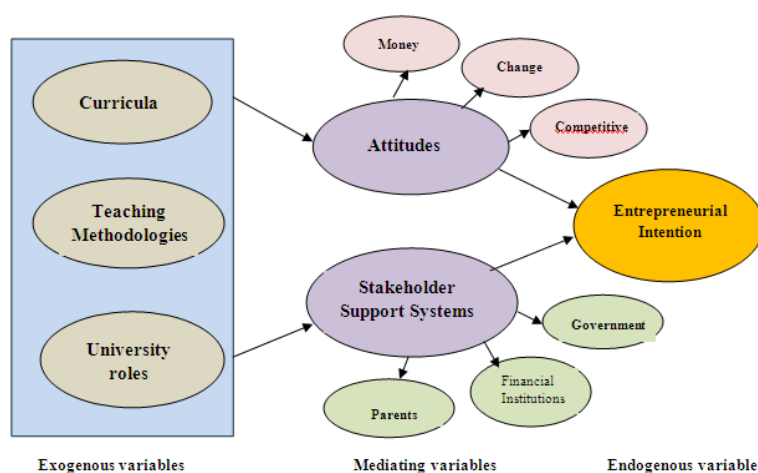 Money
Change
Curricula
Competitive
Attitudes
Teaching
Methodologies
Entrepreneurial
Intention
Stakeholder
Support Systems
Government
University
roles
Financial
Institutions
Parents
Exogenous variables
Mediating variables
Endogenous variable